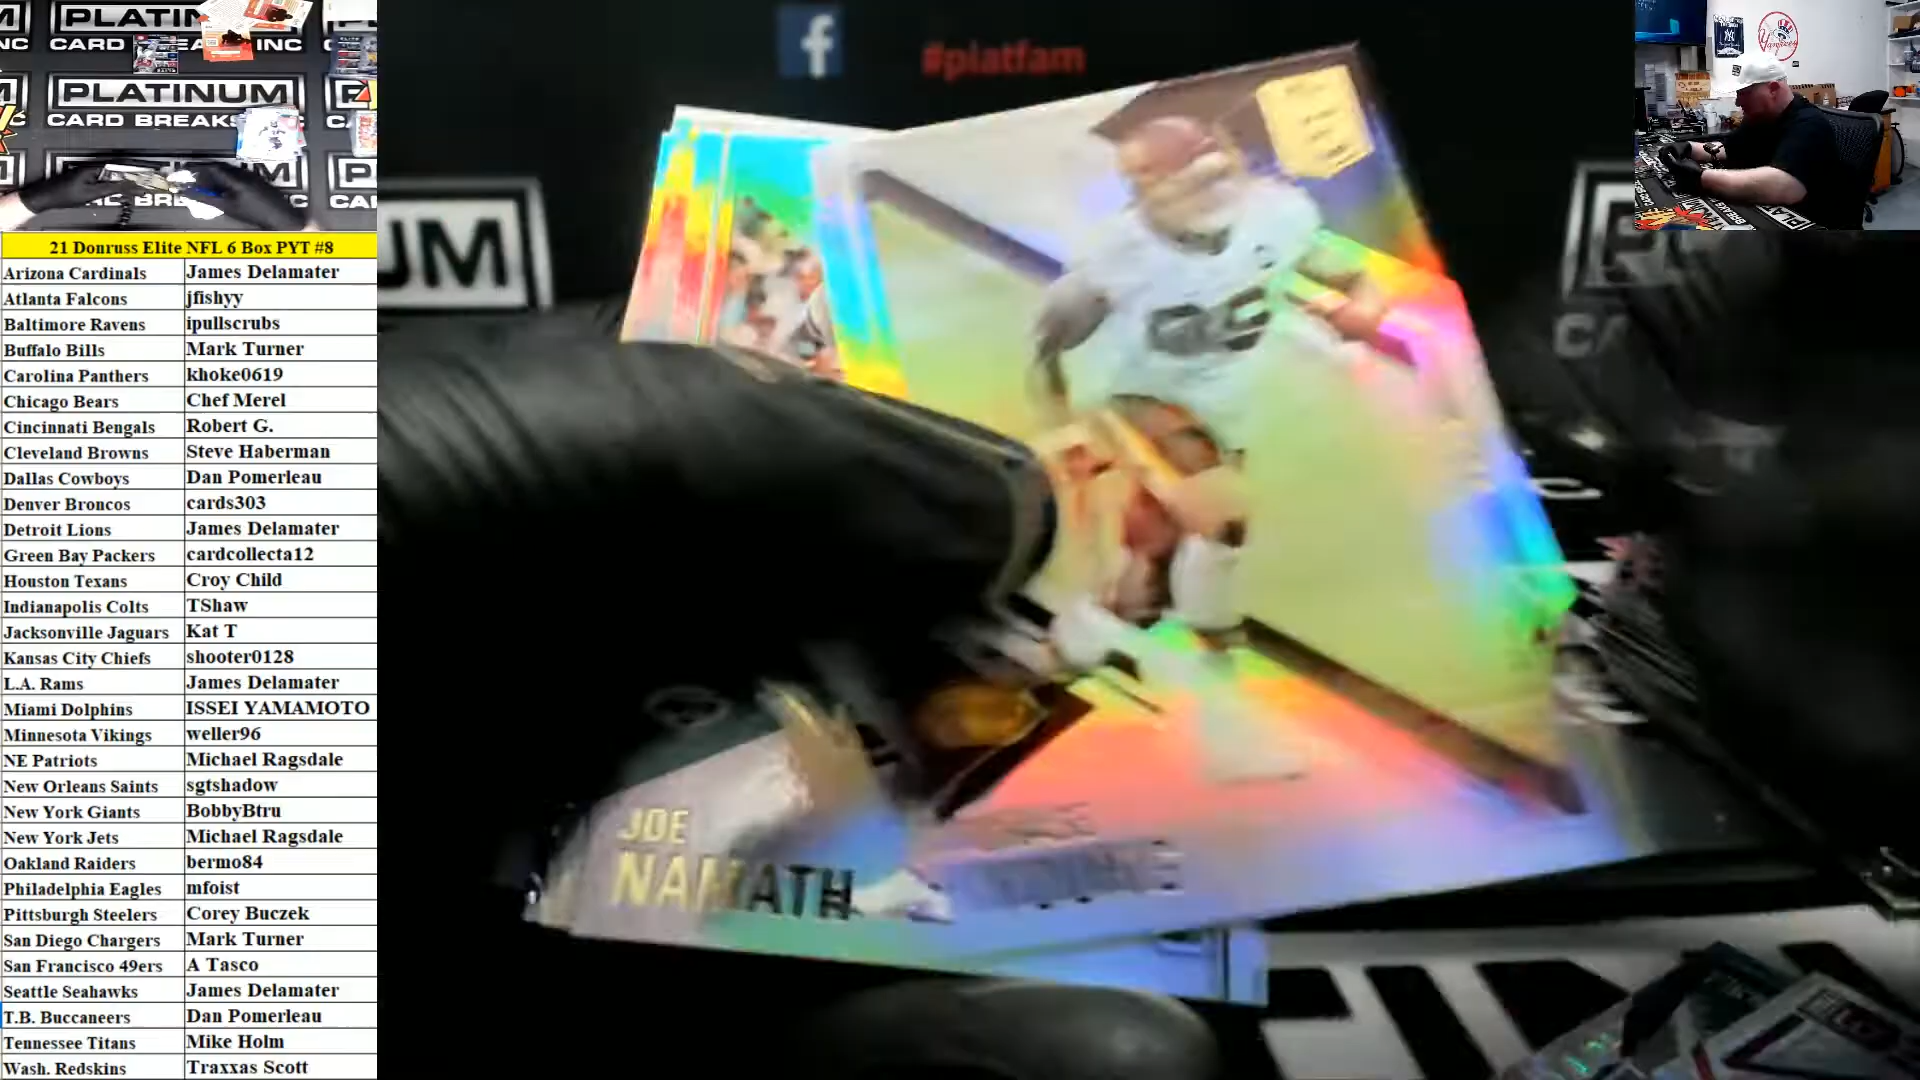 PLATINUM
CARD BREAKS INC
PLATINUM
CARD BREAKS
f
#platfam
Yankees
21 Donruss Elite NFL 6 Box PYT #8
Arizona Cardinals James Delamater
Atlanta Falcons jfishyy
Baltimore Ravens ipullscrubs
Buffalo Bills Mark Turner
Carolina Panthers khoke0619
Chicago Bears Chef Merel
Cincinnati Bengals Robert G.
Cleveland Browns Steve Haberman
Dallas Cowboys Dan Pomerleau
Denver Broncos cards303
Detroit Lions James Delamater
Green Bay Packers cardcollecta12
Houston Texans Croy Child
Indianapolis Colts TShaw
Jacksonville Jaguars Kat T
Kansas City Chiefs shooter0128
L.A. Rams James Delamater
Miami Dolphins ISSEI YAMAMOTO
Minnesota Vikings weller96
NE Patriots Michael Ragsdale
New Orleans Saints sgtshadow
New York Giants BobbyBtru
New York Jets Michael Ragsdale
Oakland Raiders bermo84
Philadelphia Eagles mfoist
Pittsburgh Steelers Corey Buczek
San Diego Chargers Mark Turner
San Francisco 49ers A Tasco
Seattle Seahawks James Delamater
T.B. Buccaneers Dan Pomerleau
Tennessee Titans Mike Holm
Wash. Redskins Traxxas Scott
UM
JOE
NAMATH